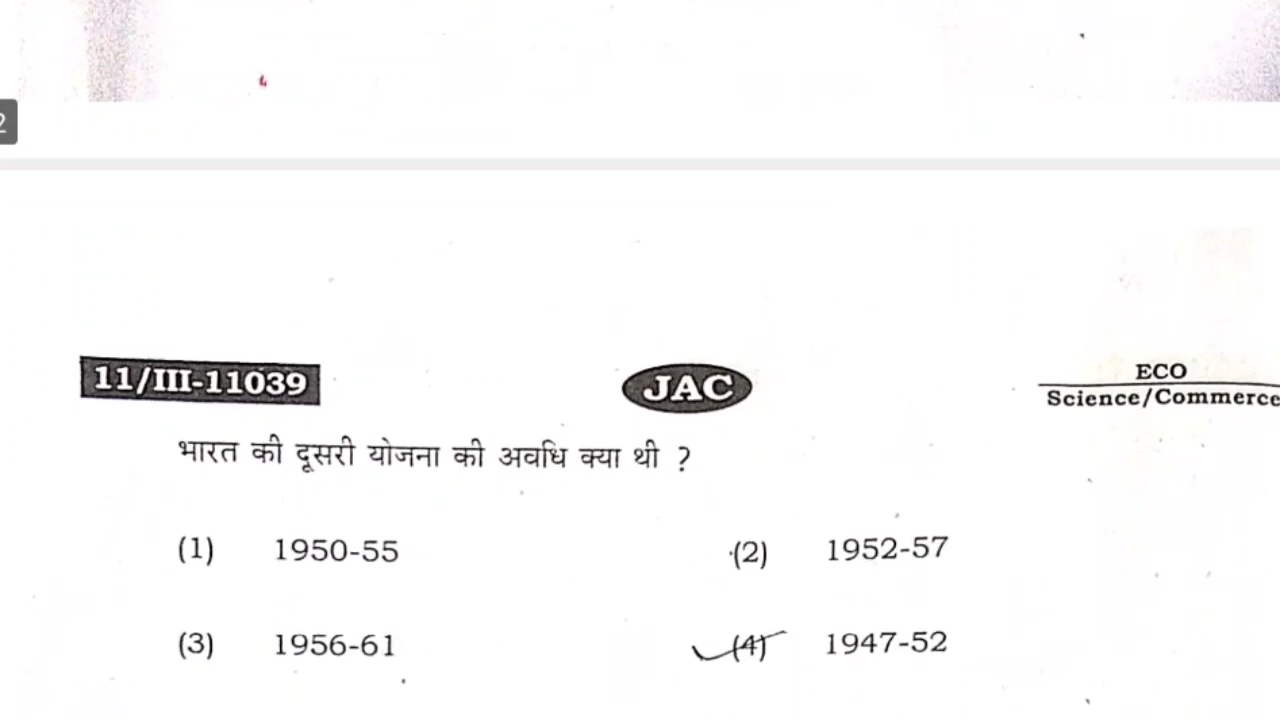 2
11/III-11039
JAC
ECO
Science/Commerce
भारत की दूसरी योजना की अवधि क्या थी ?
(1) 1950-55 (2) 1952-57
(3) 1956-61 (4) 1947-52